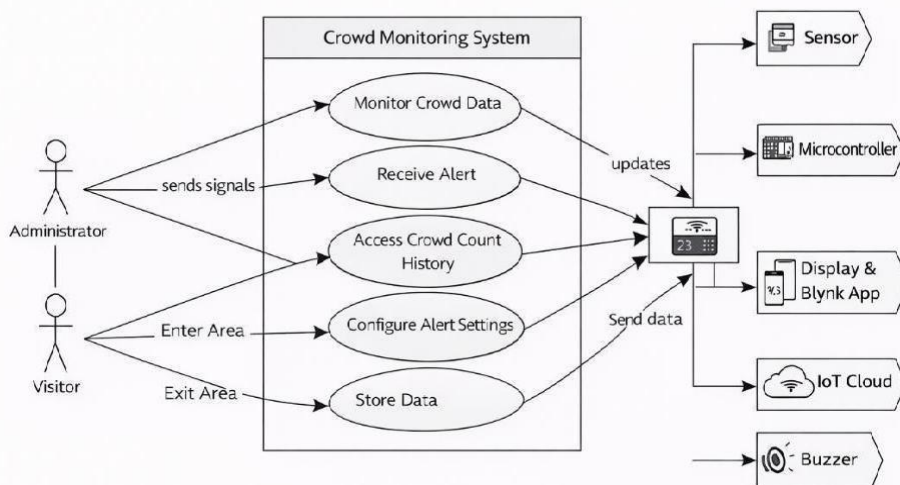 Crowd Monitoring System
Sensor
Monitor Crowd Data
Microcontroller
updates
sends signals
Receive Alert
Administrator
Access Crowd Count
History
23
Display &
Blynk App
Enter Area
Configure Alert Settings
Send data
Visitor
Exit Area
Store Data
IoT Cloud
Buzzer